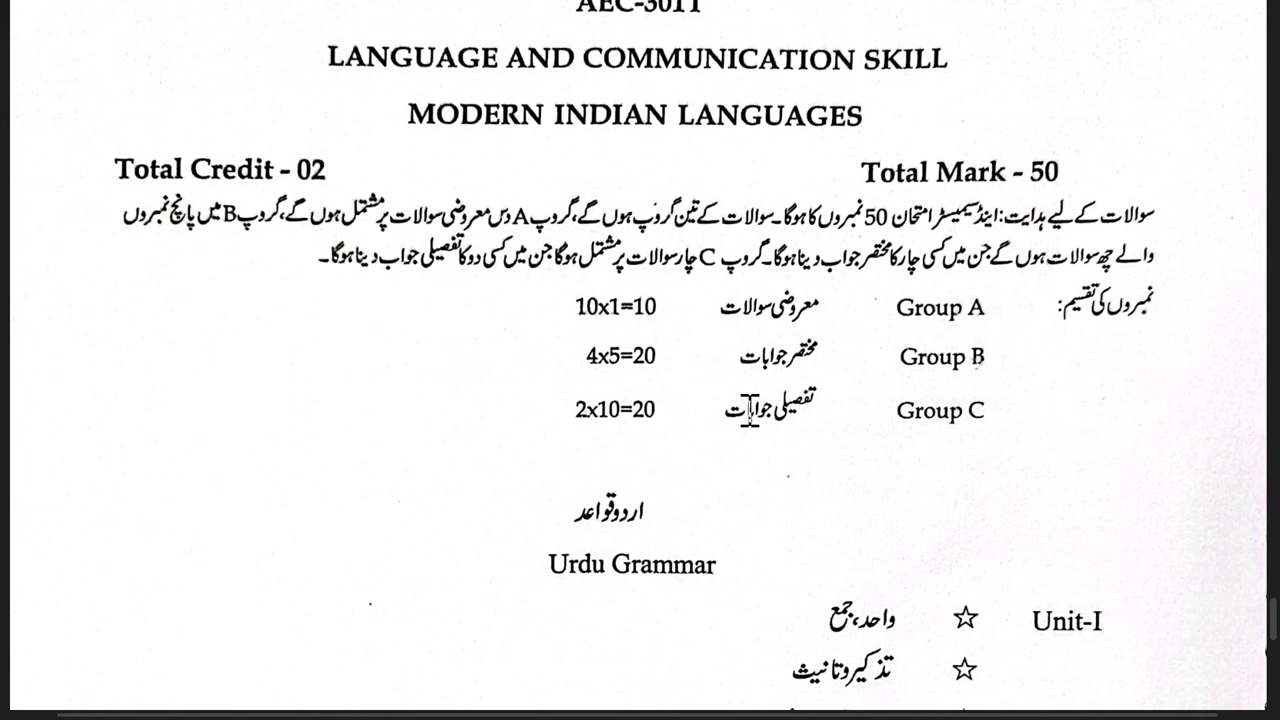 AEC-3011
LANGUAGE AND COMMUNICATION SKILL
MODERN INDIAN LANGUAGES
Total Credit - 02 Total Mark - 50
سوالات کے لیے ہدایت: اینڈ سیمیسٹر امتحان 50 نمبروں کا ہوگا۔ سوالات کے تین گروپ ہوں گے، گروپ A دس معروضی سوالات پر مشتمل ہوں گے، گروپ B میں پانچ نمبروں
والے چھ سوالات ہوں گے جن میں کسی چار کا مختصر جواب دینا ہوگا۔ گروپ C چار سوالات پر مشتمل ہوگا جن میں کسی دو کا تفصیلی جواب دینا ہوگا۔
نمبروں کی تقسیم: Group A معروضی سوالات 10x1=10
Group B مختصر جوابات 4x5=20
Group C تفصیلی جوابات 2x10=20
اردو قواعد
Urdu Grammar
Unit-I ☆ واحد، جمع
☆ تذکیر و تانیث